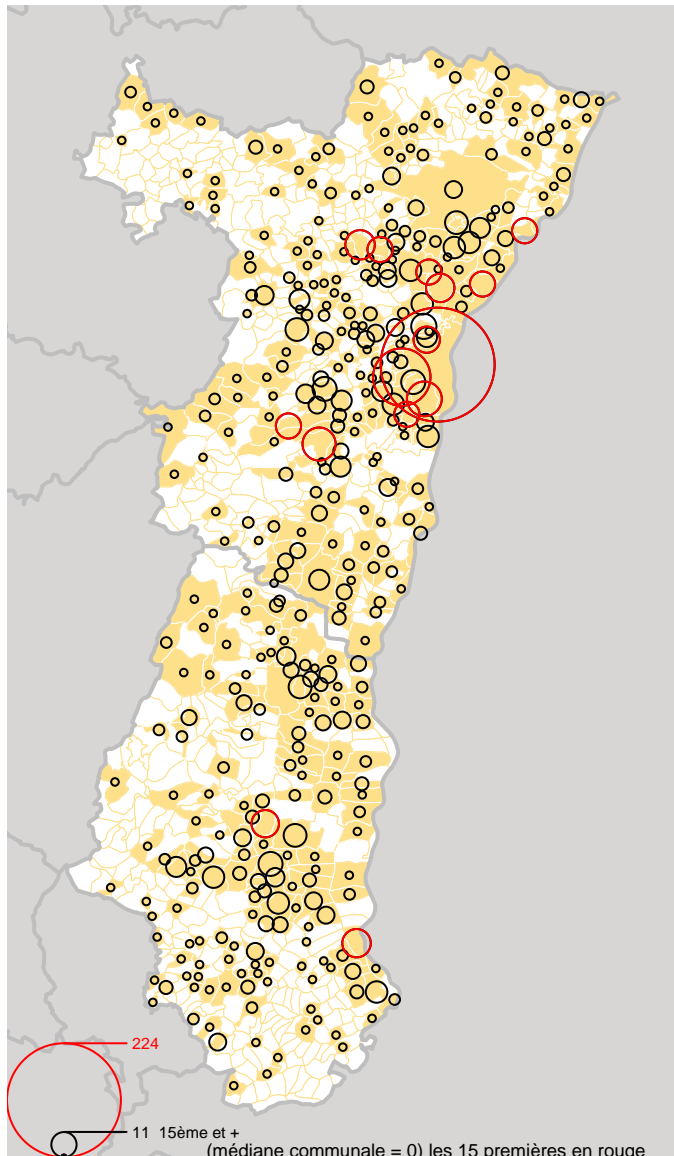 224
11  15ème et +
(médiane communale = 0) les 15 premières en rouge